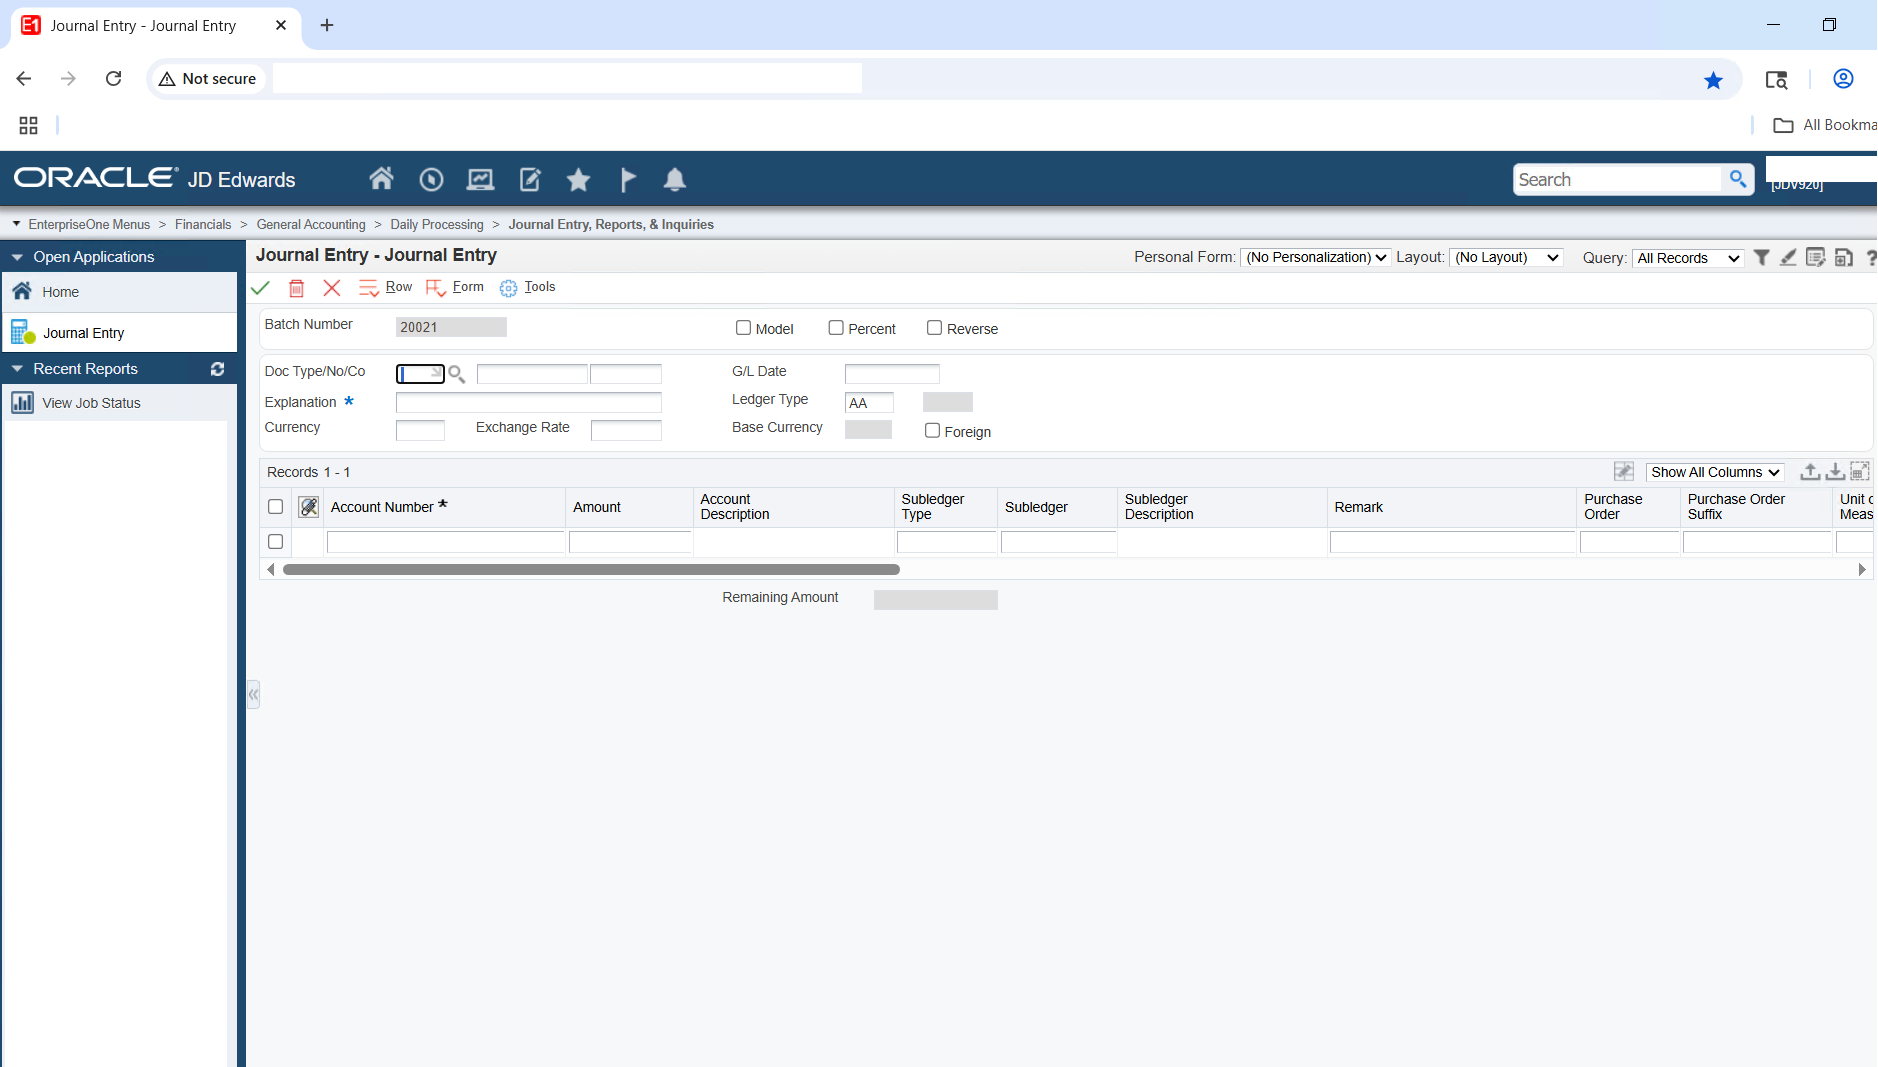 E1 Journal Entry - Journal Entry
Not secure
All Bookma
ORACLE JD Edwards
Search
[JDV920]
EnterpriseOne Menus > Financials > General Accounting > Daily Processing > Journal Entry, Reports, & Inquiries
Open Applications
Home
Journal Entry
Recent Reports
View Job Status
Journal Entry - Journal Entry
Personal Form: (No Personalization) Layout: (No Layout) Query: All Records
Row Form Tools
Batch Number 20021 Model Percent Reverse
Doc Type/No/Co G/L Date
Explanation * Ledger Type AA
Currency Exchange Rate Base Currency Foreign
Records 1 - 1 Show All Columns
Account Number * Amount Account Description Subledger Type Subledger Subledger Description Remark Purchase Order Purchase Order Suffix Unit o Meas
Remaining Amount